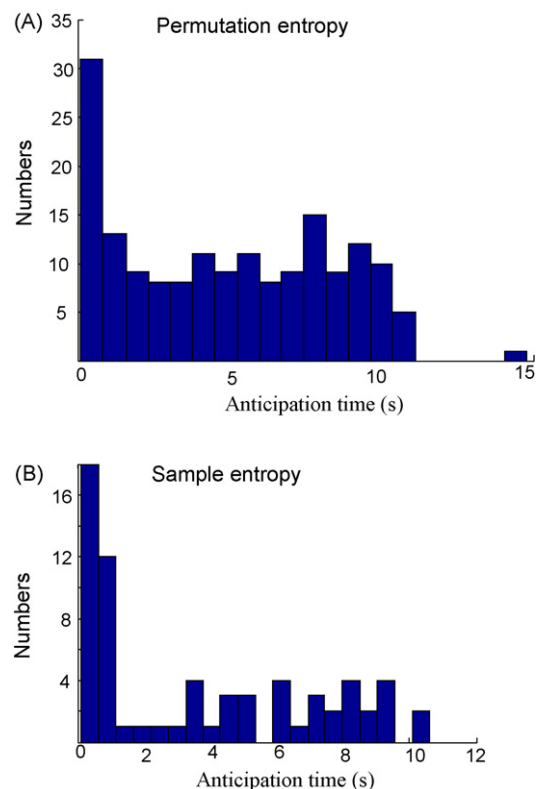 (A) Permutation entropy
35
30
25
20
15
10
5
Numbers
0 5 10 15
Anticipation time (s)
(B) Sample entropy
16
12
8
4
Numbers
0 2 4 6 8 10 12
Anticipation time (s)